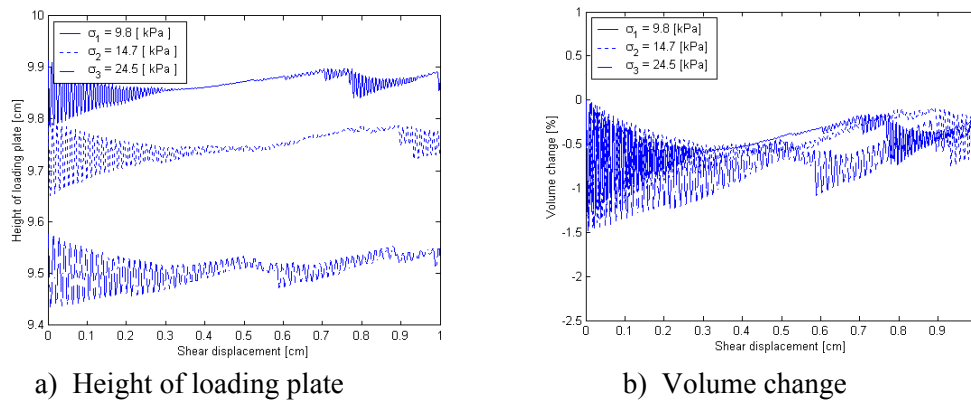 10
9.9
9.8
9.7
9.6
9.5
9.4
Height of loading plate [cm]
σ1 = 9.8 [ kPa ]
σ2 = 14.7 [ kPa ]
σ3 = 24.5 [ kPa ]
0 0.1 0.2 0.3 0.4 0.5 0.6 0.7 0.8 0.9 1
Shear displacement [cm]
a) Height of loading plate
1
0.5
0
-0.5
-1
-1.5
-2
-2.5
Volume change [%]
σ1 = 9.8 [kPa]
σ2 = 14.7 [kPa]
σ3 = 24.5 [kPa]
0 0.1 0.2 0.3 0.4 0.5 0.6 0.7 0.8 0.9
Shear displacement [cm]
b) Volume change